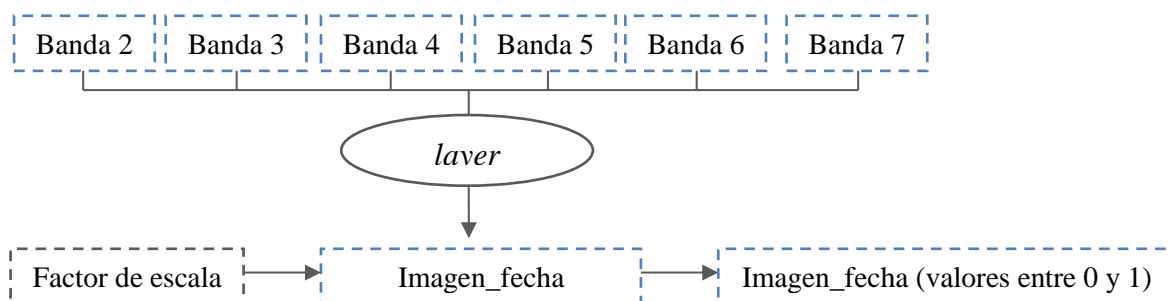 Banda 2 Banda 3 Banda 4 Banda 5 Banda 6 Banda 7
laver
Factor de escala Imagen_fecha Imagen_fecha (valores entre 0 y 1)